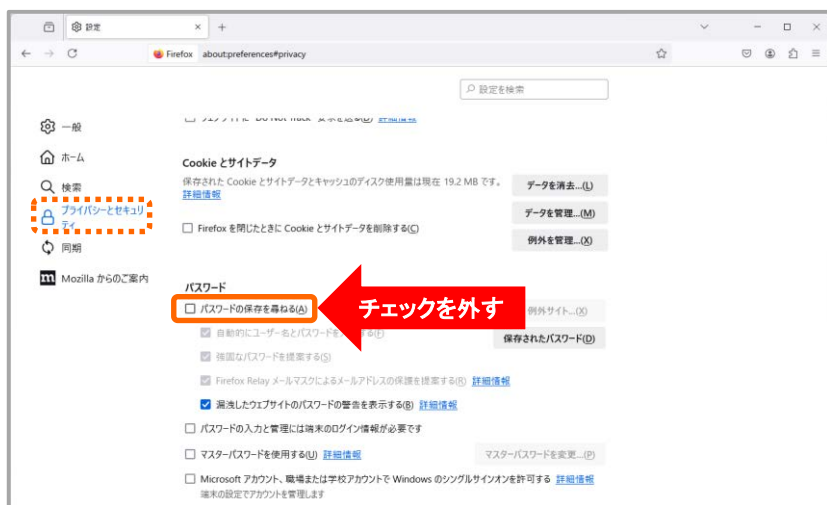 設定
Firefox about:preferences#privacy
設定を検索
一般
ホーム
検索
プライバシーとセキュリ
ティ
同期
Mozilla からのご案内
詳細情報
Cookie とサイトデータ
保存された Cookie とサイトデータとキャッシュのディスク使用量は現在 19.2 MB です。
詳細情報
データを消去...(L)
データを管理...(M)
Firefox を閉じたときに Cookie とサイトデータを削除する(C)
例外を管理...(X)
パスワード
パスワードの保存を尋ねる(A)
チェックを外す
例外サイト...(X)
自動的にユーザー名とパスワードを
する(F)
保存されたパスワード(D)
強固なパスワードを提案する(S)
Firefox Relay メールマスクによるメールアドレスの保護を提案する(R) 詳細情報
漏洩したウェブサイトのパスワードの警告を表示する(B) 詳細情報
パスワードの入力と管理には端末のログイン情報が必要です
マスターパスワードを使用する(U) 詳細情報
マスターパスワードを変更...(P)
Microsoft アカウント、職場または学校アカウントで Windows のシングルサインオンを許可する 詳細情報
端末の設定でアカウントを管理します